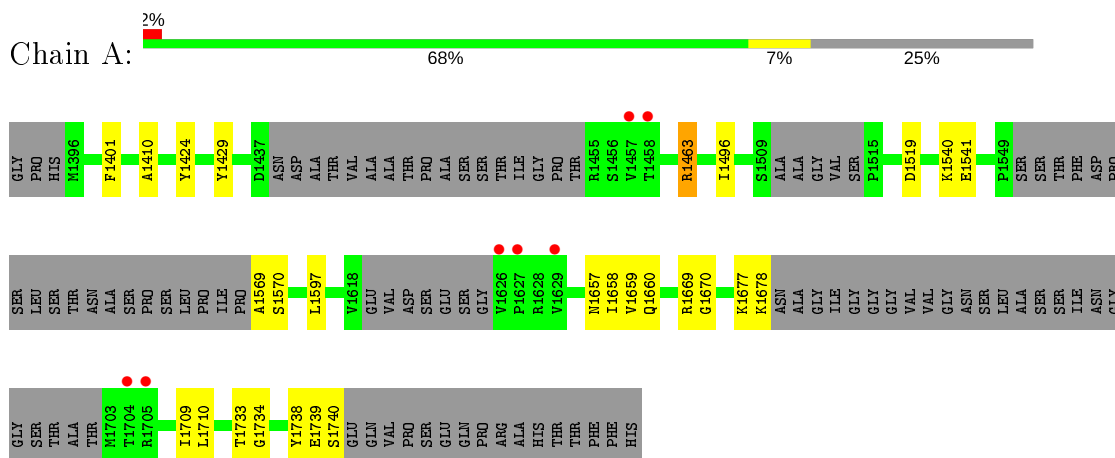 2%
Chain A:
68% 7% 25%
GLY PRO HIS M1396 F1401 A1410 Y1424 Y1429 D1437 ASN ASP ALA THR VAL ALA ALA THR PRO ALA SER SER THR ILE GLY PRO THR R1455 S1456 V1457 T1458 R1463 I1496 S1509 ALA ALA GLY VAL SER P1515 D1519 K1540 E1541 P1549 SER SER THR PHE ASP PRO
SER LEU SER THR ASN ALA SER PRO SER LEU PRO ILE PRO A1569 S1570 L1597 V1618 GLU VAL ASP SER GLU SER GLY V1626 P1627 R1628 V1629 N1657 I1658 V1659 Q1660 R1669 G1670 K1677 K1678 ASN ALA GLY ILE GLY GLY GLY VAL VAL GLY ASN SER LEU ALA SER SER ILE ASN GLY
GLY SER THR ALA THR M1703 T1704 R1705 I1709 L1710 T1733 G1734 Y1738 E1739 S1740 GLU GLN VAL PRO SER GLU GLN PRO ARG ALA HIS THR THR PHE PHE HIS